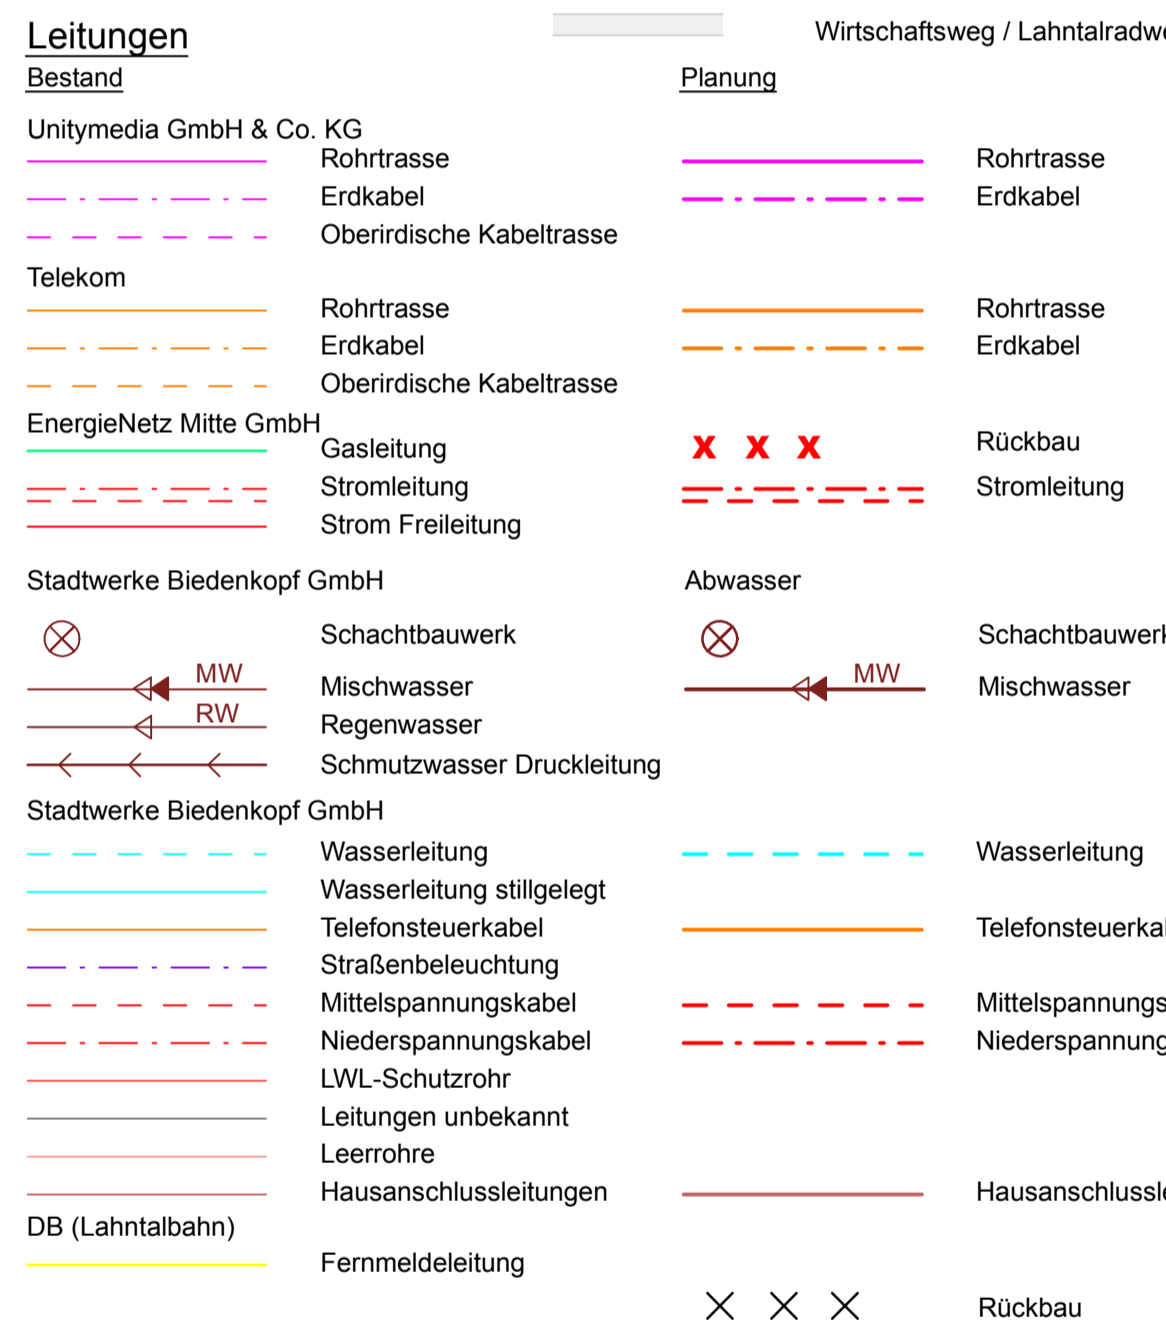 Leitungen
Wirtschaftsweg / Lahntalradwe
Bestand
Planung
Unitymedia GmbH & Co. KG
Rohrtrasse
Rohrtrasse
Erdkabel
Erdkabel
Oberirdische Kabeltrasse
Telekom
Rohrtrasse
Rohrtrasse
Erdkabel
Erdkabel
Oberirdische Kabeltrasse
EnergieNetz Mitte GmbH
Gasleitung
X X X
Rückbau
Stromleitung
Stromleitung
Strom Freileitung
Stadtwerke Biedenkopf GmbH
Abwasser
Schachtbauwerk
Schachtbauwerk
MW
Mischwasser
MW
Mischwasser
RW
Regenwasser
Schmutzwasser Druckleitung
Stadtwerke Biedenkopf GmbH
Wasserleitung
Wasserleitung
Wasserleitung stillgelegt
Telefonsteuerkabel
Telefonsteuerkal
Straßenbeleuchtung
Mittelspannungskabel
Mittelspannungs
Niederspannungskabel
Niederspannung
LWL-Schutzrohr
Leitungen unbekannt
Leerrohre
Hausanschlussleitungen
Hausanschlussle
DB (Lahntalbahn)
Fernmeldeleitung
Rückbau